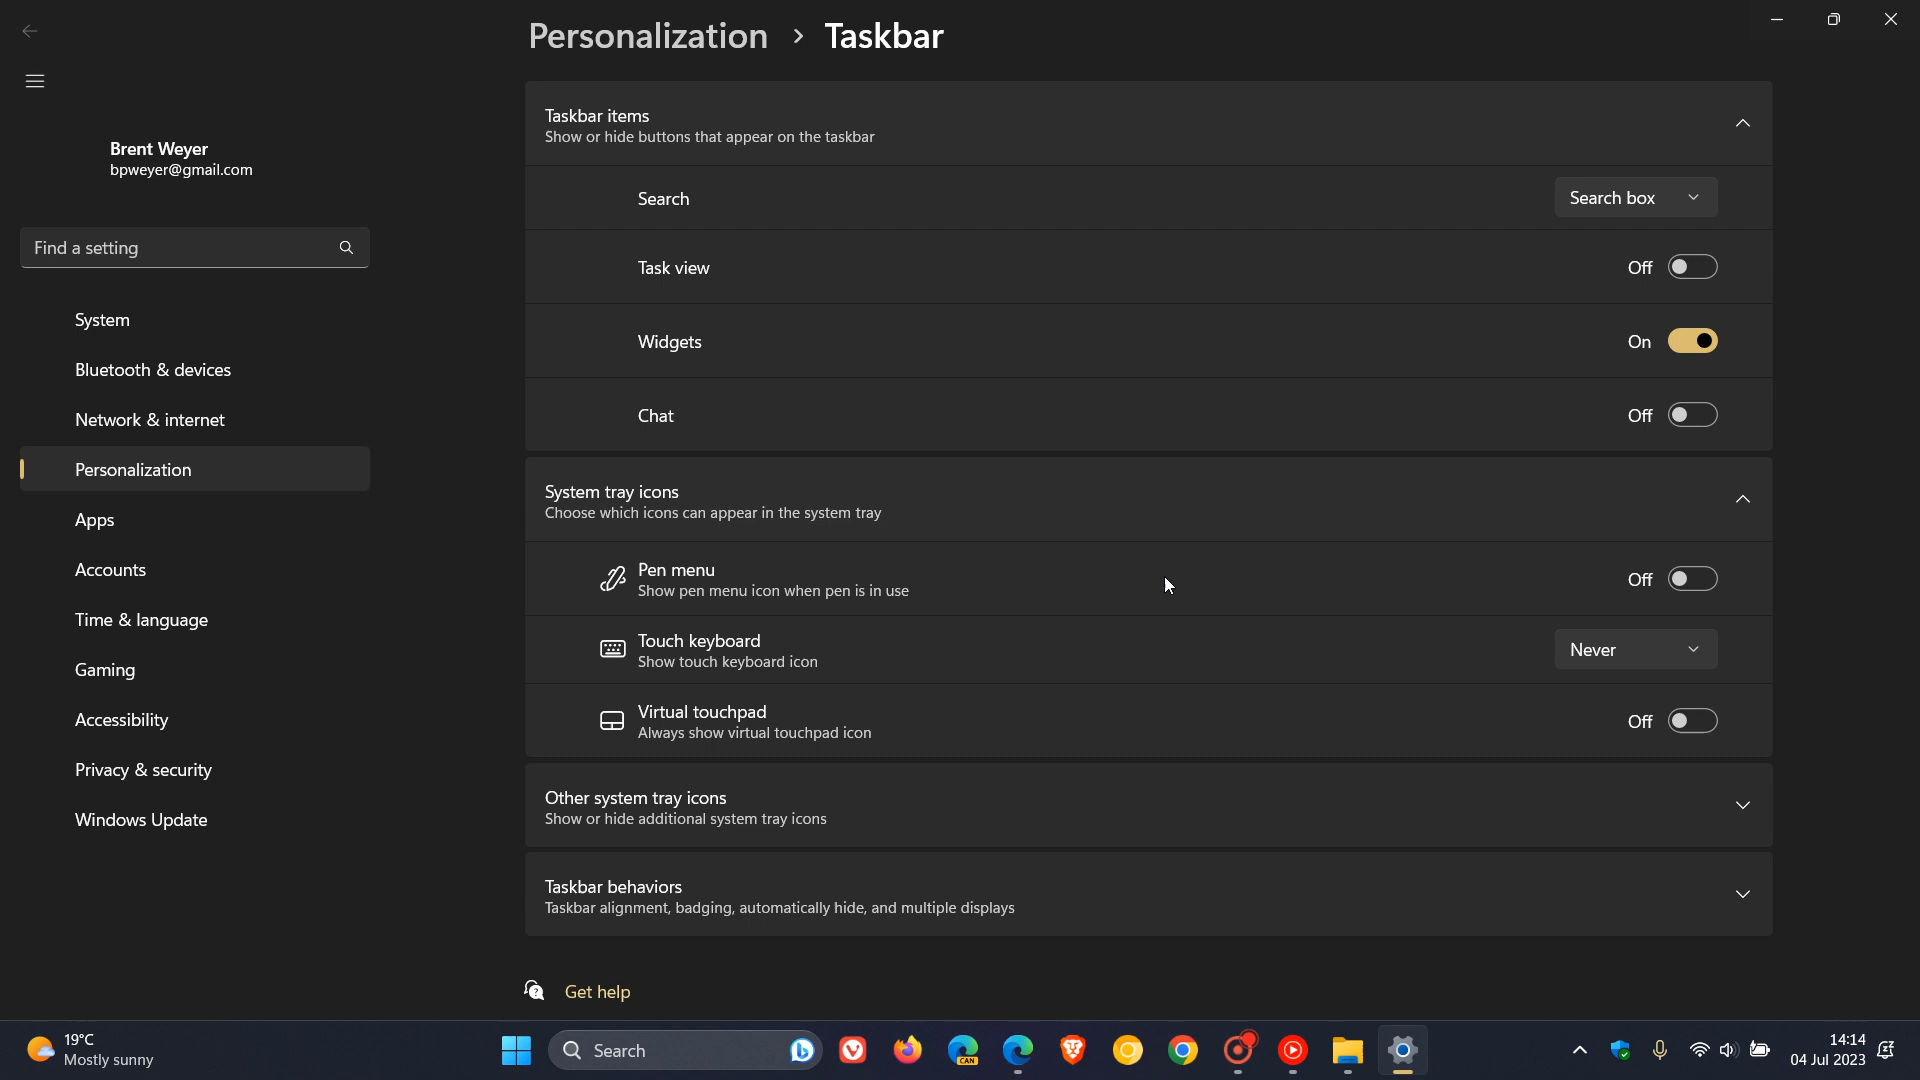 Personalization > Taskbar
Brent Weyer
bpweyer@gmail.com
Find a setting
System
Bluetooth & devices
Network & internet
Personalization
Apps
Accounts
Time & language
Gaming
Accessibility
Privacy & security
Windows Update
Taskbar items
Show or hide buttons that appear on the taskbar
Search
Search box
Task view
Off
Widgets
On
Chat
Off
System tray icons
Choose which icons can appear in the system tray
Pen menu
Show pen menu icon when pen is in use
Off
Touch keyboard
Show touch keyboard icon
Never
Virtual touchpad
Always show virtual touchpad icon
Off
Other system tray icons
Show or hide additional system tray icons
Taskbar behaviors
Taskbar alignment, badging, automatically hide, and multiple displays
Get help
19°C
Mostly sunny
Search
CAN
14:14
04 Jul 2023